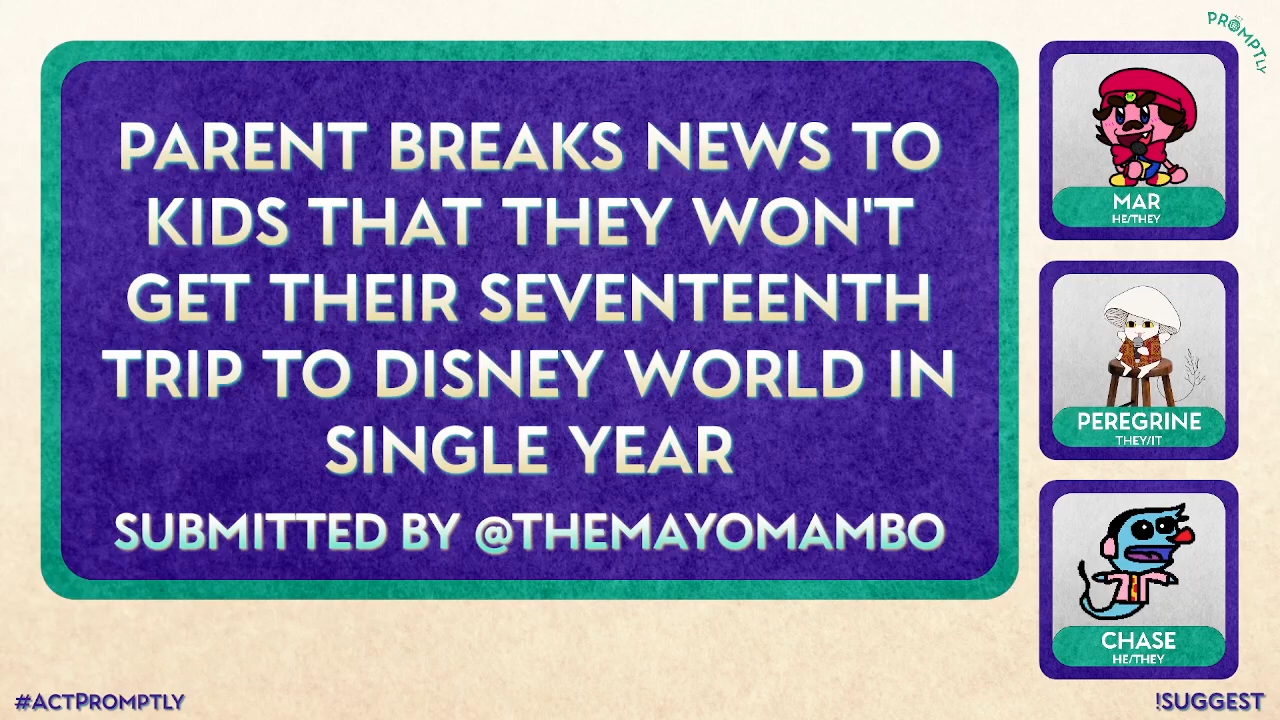 PARENT BREAKS NEWS TO
KIDS THAT THEY WON'T
GET THEIR SEVENTEENTH
TRIP TO DISNEY WORLD IN
SINGLE YEAR
SUBMITTED BY @THEMAYOMAMBO
ACT
PROMPTLY
MAR
HE/THEY
PEREGRINE
THEY/IT
CHASE
HE/THEY
#ACTPROMPTLY
!SUGGEST